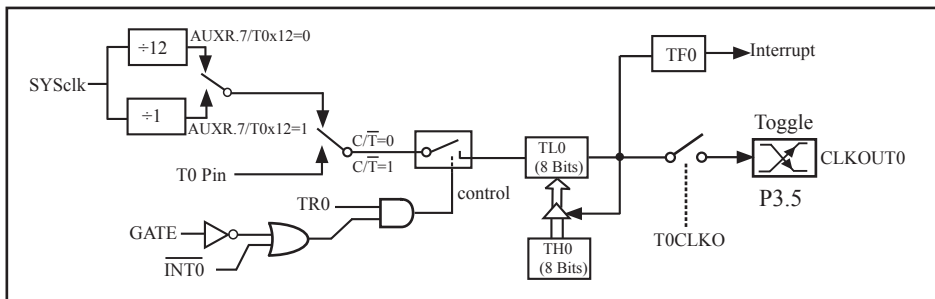 AUXR.7/T0x12=0
÷12
SYSclk
÷1
AUXR.7/T0x12=1
C/T̅=0
C/T̅=1
T0 Pin
control
TR0
GATE
I̅N̅T̅0̅
TL0
(8 Bits)
TH0
(8 Bits)
TF0
Interrupt
Toggle
CLKOUT0
P3.5
T0CLKO